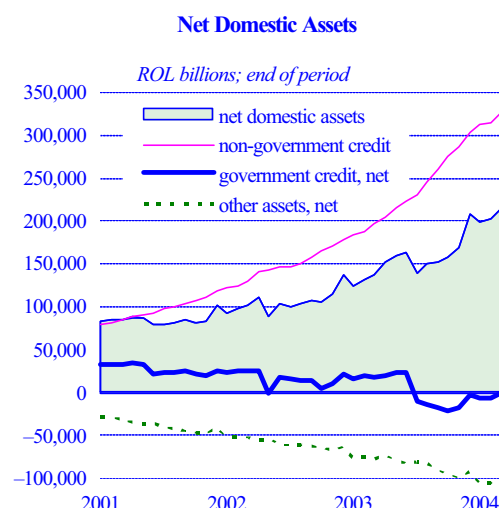 Net Domestic Assets
ROL billions; end of period
350,000
300,000
250,000
200,000
150,000
100,000
50,000
0
–50,000
–100,000
net domestic assets
non-government credit
government credit, net
other assets, net
2001 2002 2003 2004